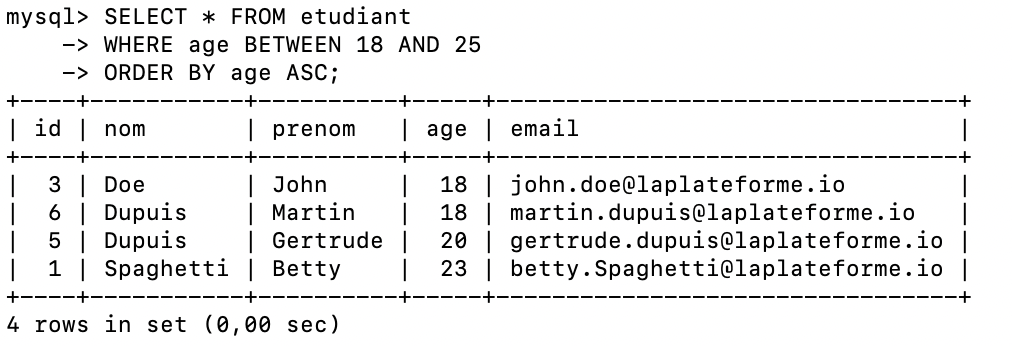 mysql> SELECT * FROM etudiant
    -> WHERE age BETWEEN 18 AND 25
    -> ORDER BY age ASC;
+----+-----------+----------+-----+--------------------------------+
| id | nom       | prenom   | age | email                          |
+----+-----------+----------+-----+--------------------------------+
|  3 | Doe       | John     |  18 | john.doe@laplateforme.io       |
|  6 | Dupuis    | Martin   |  18 | martin.dupuis@laplateforme.io  |
|  5 | Dupuis    | Gertrude |  20 | gertrude.dupuis@laplateforme.io |
|  1 | Spaghetti | Betty    |  23 | betty.Spaghetti@laplateforme.io |
+----+-----------+----------+-----+--------------------------------+
4 rows in set (0,00 sec)